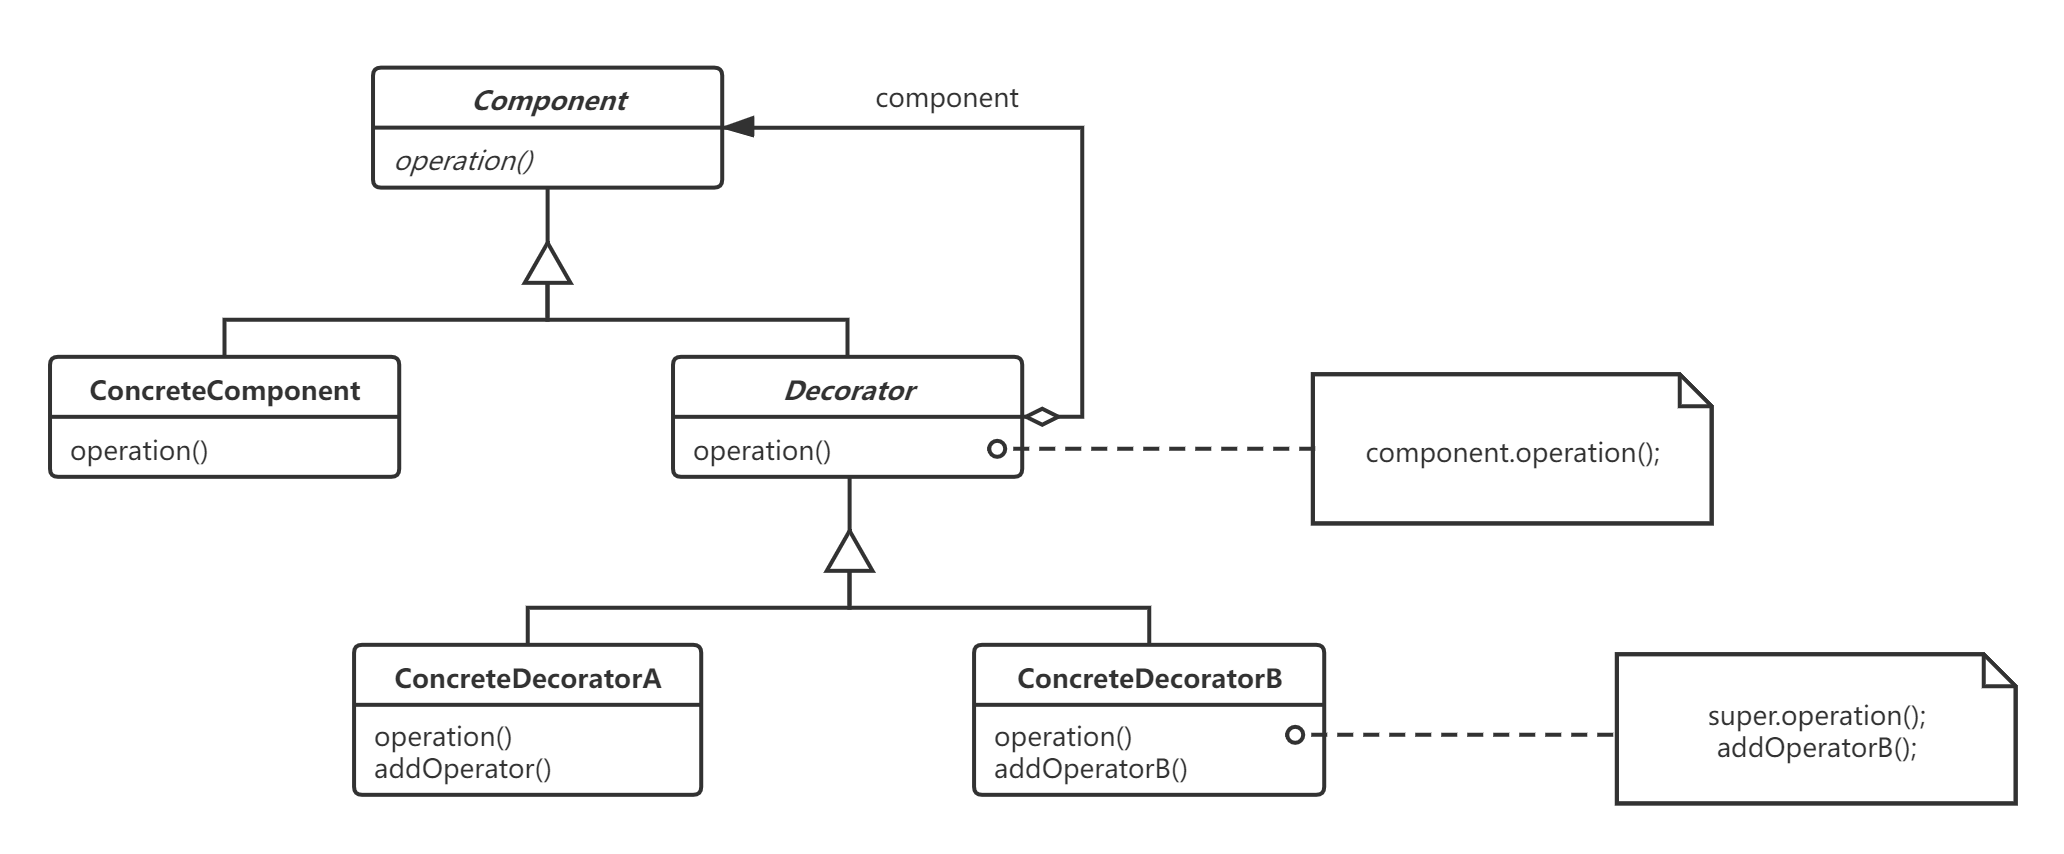 Component
operation()
component
ConcreteComponent
operation()
Decorator
operation()
component.operation();
ConcreteDecoratorA
operation()
addOperator()
ConcreteDecoratorB
operation()
addOperatorB()
super.operation();
addOperatorB();